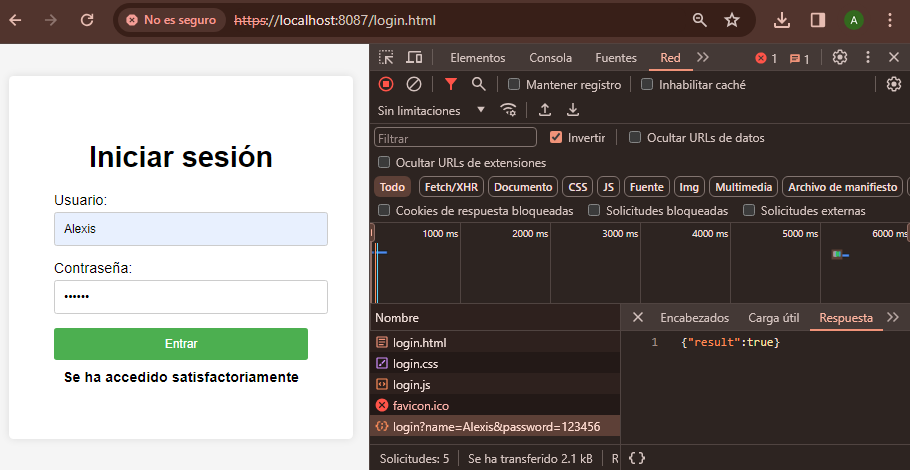 No es seguro https://localhost:8087/login.html A
Iniciar sesión
Usuario:
Alexis
Contraseña:
••••••
Entrar
Se ha accedido satisfactoriamente
Elementos Consola Fuentes Red 1 1
Mantener registro Inhabilitar caché
Sin limitaciones
Filtrar Invertir Ocultar URLs de datos
Ocultar URLs de extensiones
Todo Fetch/XHR Documento CSS JS Fuente Img Multimedia Archivo de manifiesto
Cookies de respuesta bloqueadas Solicitudes bloqueadas Solicitudes externas
1000 ms 2000 ms 3000 ms 4000 ms 5000 ms 6000 ms
Nombre
login.html
login.css
login.js
favicon.ico
login?name=Alexis&password=123456
Encabezados Carga útil Respuesta
1 {"result":true}
Solicitudes: 5 Se ha transferido 2.1 kB R
{}